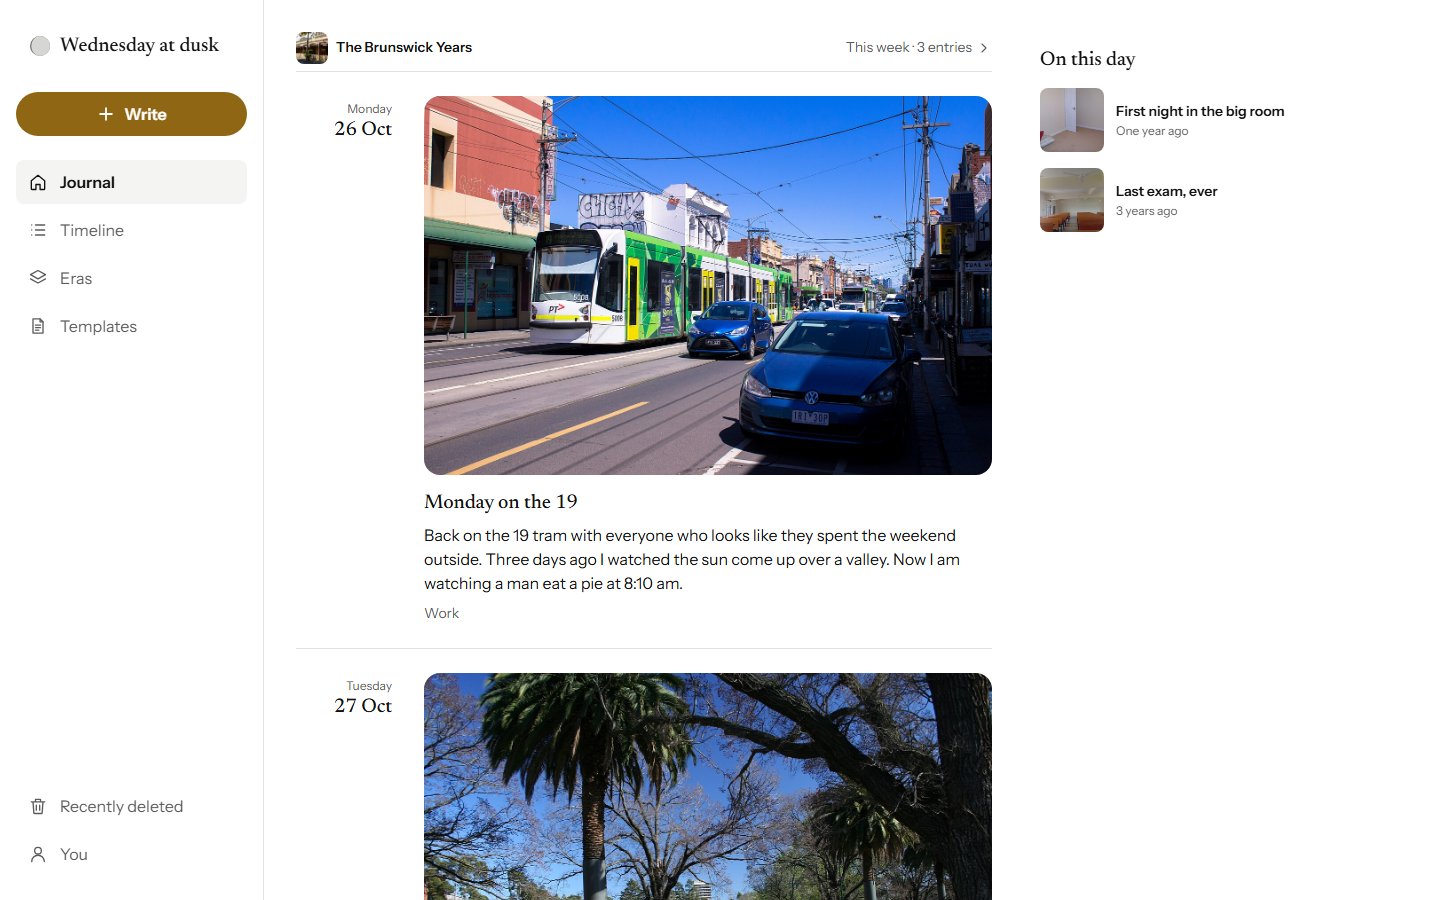 Wednesday at dusk
Write
Journal
Timeline
Eras
Templates
Recently deleted
You
The Brunswick Years
This week · 3 entries
Monday
26 Oct
CLICHY
PT
5008
Monday on the 19
Back on the 19 tram with everyone who looks like they spent the weekend
outside. Three days ago I watched the sun come up over a valley. Now I am
watching a man eat a pie at 8:10 am.
Work
Tuesday
27 Oct
On this day
First night in the big room
One year ago
Last exam, ever
3 years ago